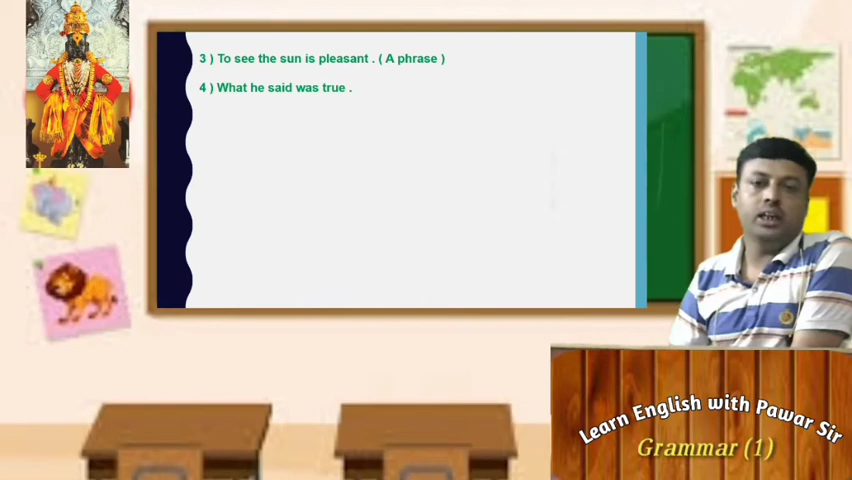 3 ) To see the sun is pleasant . ( A phrase )
4 ) What he said was true .
Learn English with Pawar Sir
Grammar (1)